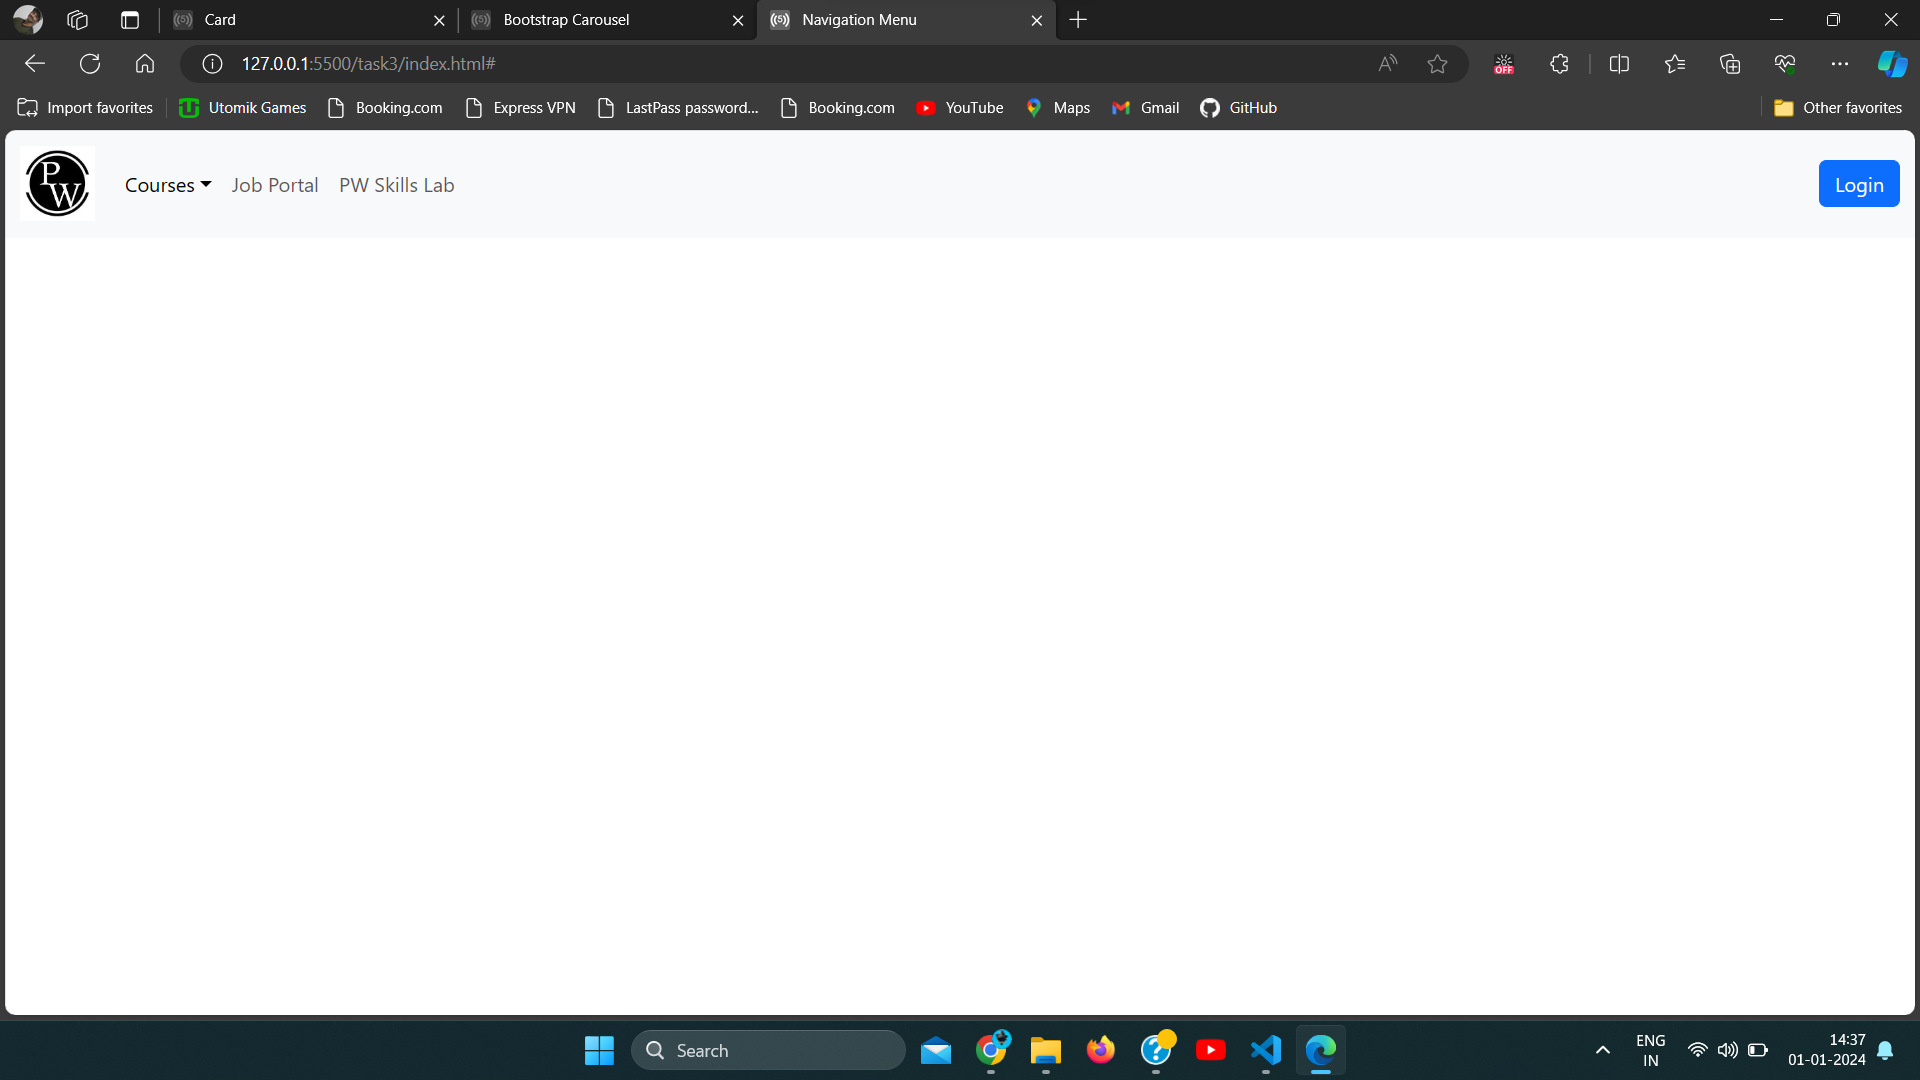 Card
Bootstrap Carousel
Navigation Menu
127.0.0.1:5500/task3/index.html#
OFF
Import favorites
Utomik Games
Booking.com
Express VPN
LastPass password...
Booking.com
YouTube
Maps
Gmail
GitHub
Other favorites
PW
Courses
Job Portal
PW Skills Lab
Login
Search
ENG
IN
14:37
01-01-2024